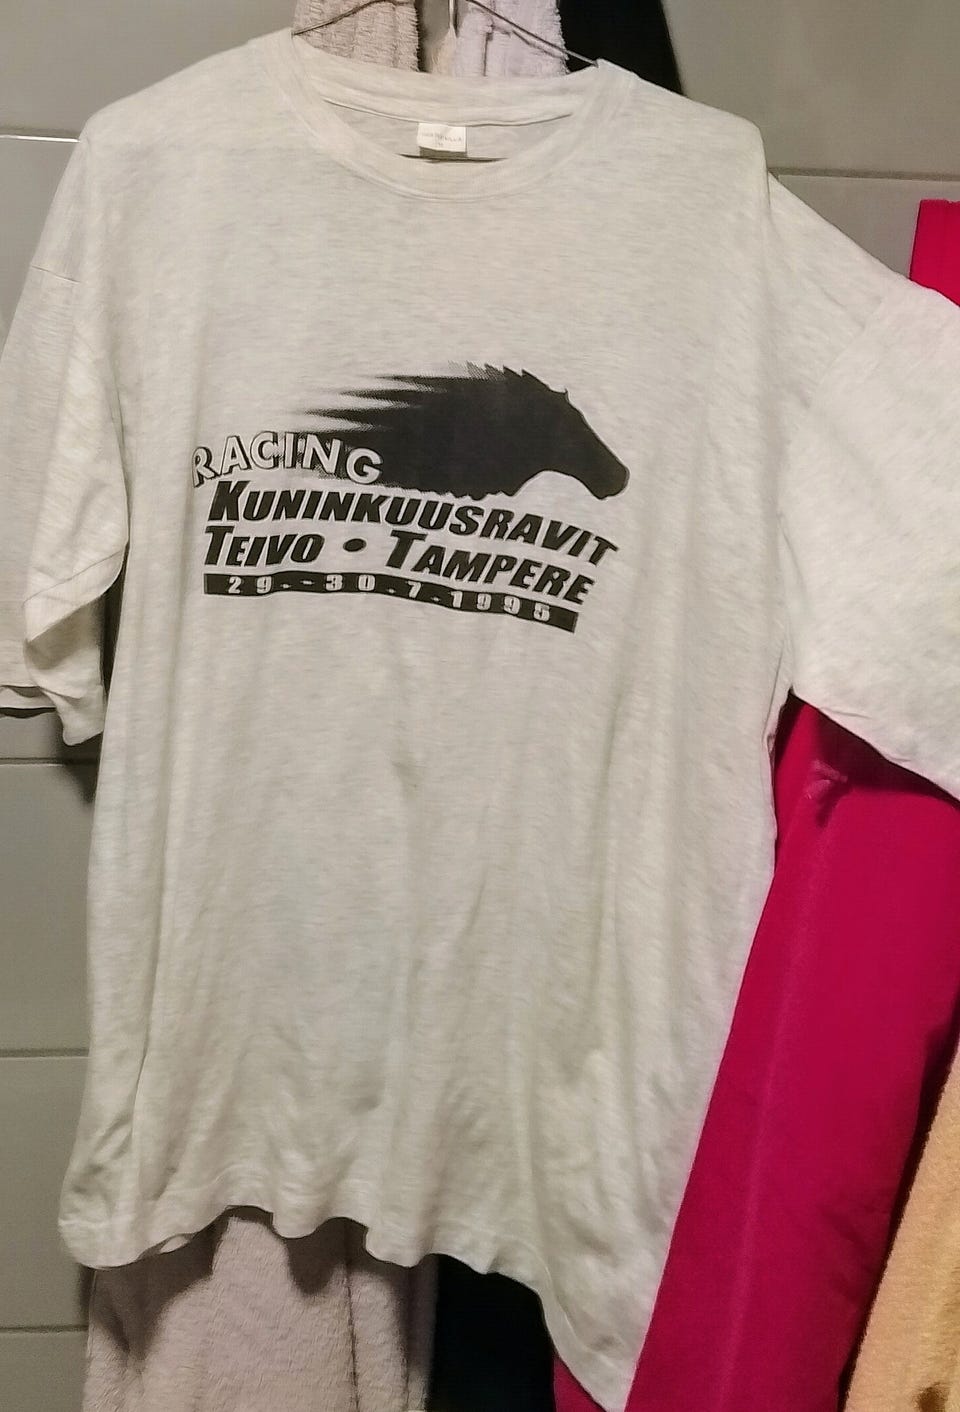 RACING
KUNINKUUSRAVIT
TEIVO • TAMPERE
29.-30.7.1995